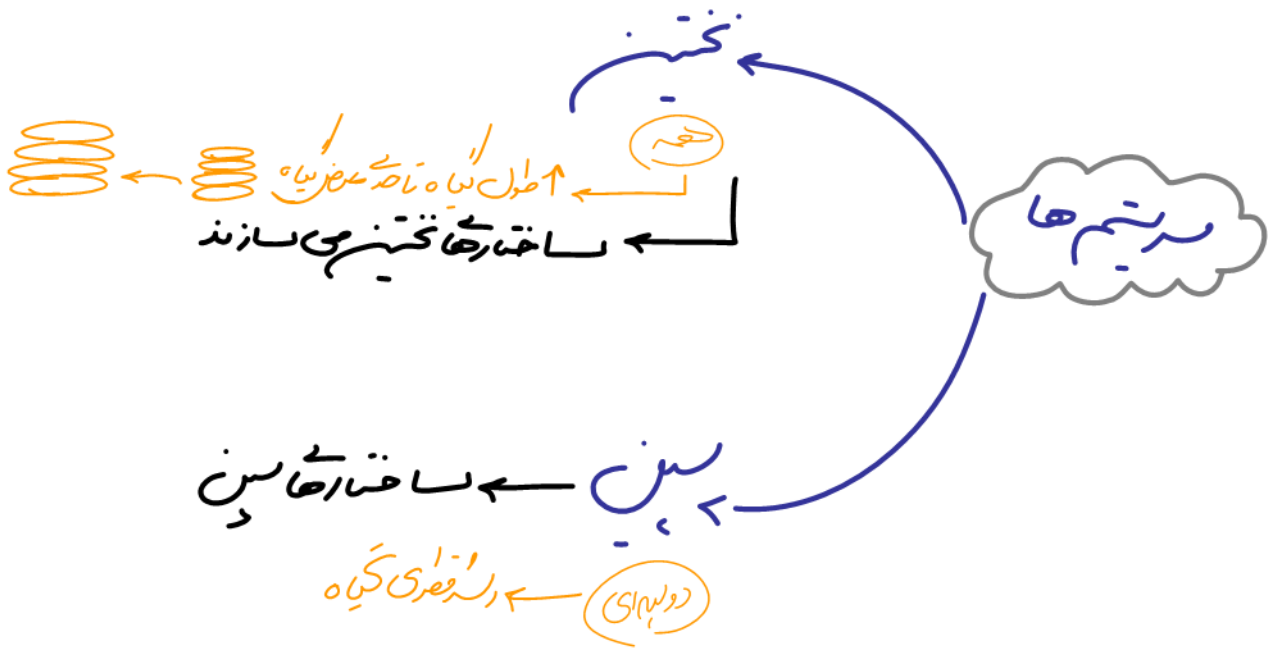 مریستم ها
نخستین
همه
↑ طول گیاه تا حدی عرض گیاه
ساختارهای نخستین می سازند
پسین
ساختارهای پسین
دولپه‌ای
رشد قطری گیاه